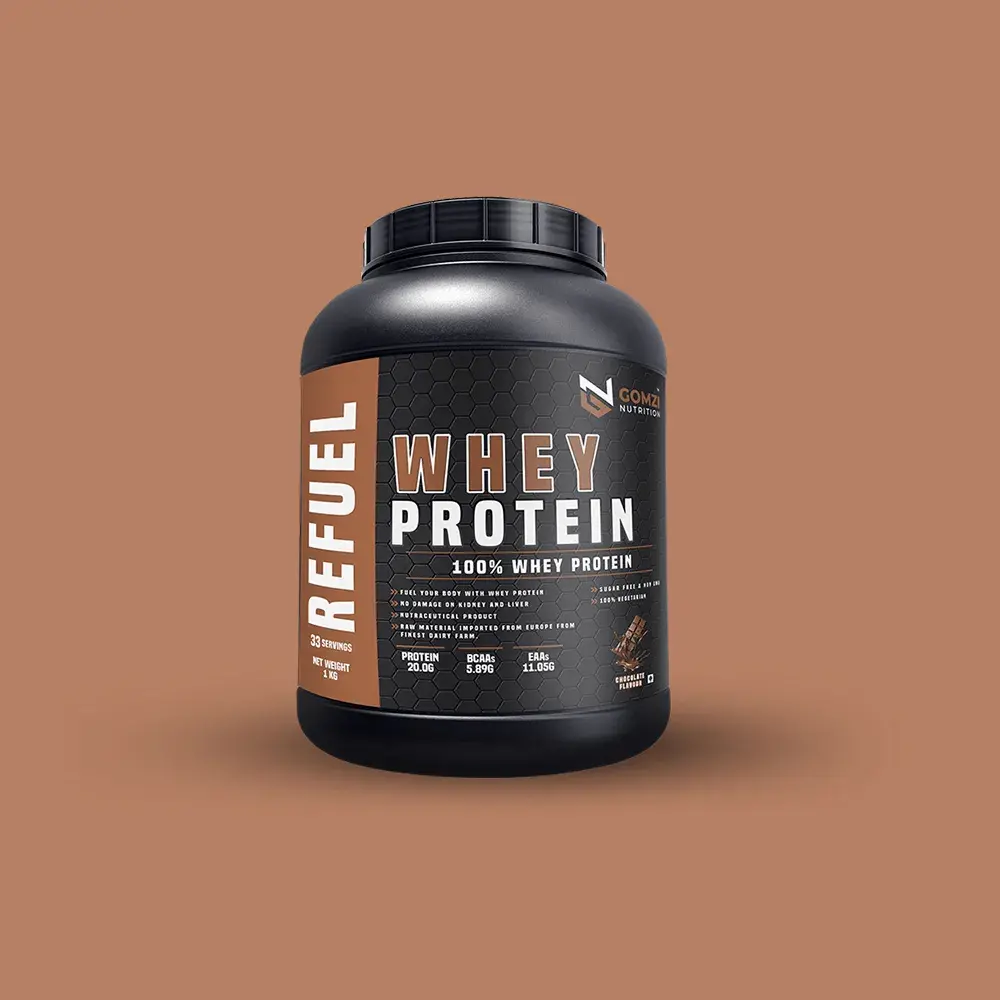 REFUEL
33 SERVINGS
NET WEIGHT
1 KG
GOMZI
NUTRITION
WHEY
PROTEIN
100% WHEY PROTEIN
FUEL YOUR BODY WITH WHEY PROTEIN
NO DAMAGE ON KIDNEY AND LIVER
NUTRACEUTICAL PRODUCT
RAW MATERIAL IMPORTED FROM EUROPE FROM
FINEST DAIRY FARM.
SUGAR FREE & NON GMO
100% VEGETARIAN
PROTEIN
20.0G
BCAAs
5.89G
EAAs
11.05G
CHOCOLATE
FLAVOUR